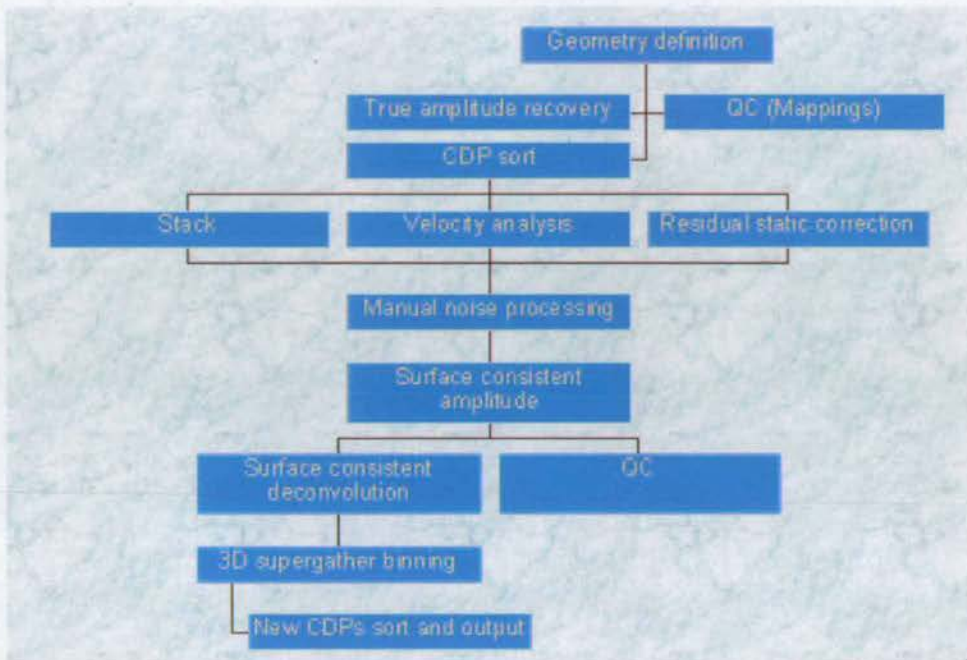 Geometry definition
True amplitude recovery
QC (Mappings)
CDP sort
Stack
Velocity analysis
Residual static correction
Manual noise processing
Surface consistent
amplitude
Surface consistent
deconvolution
QC
3D supergather binning
New CDPs sort and output